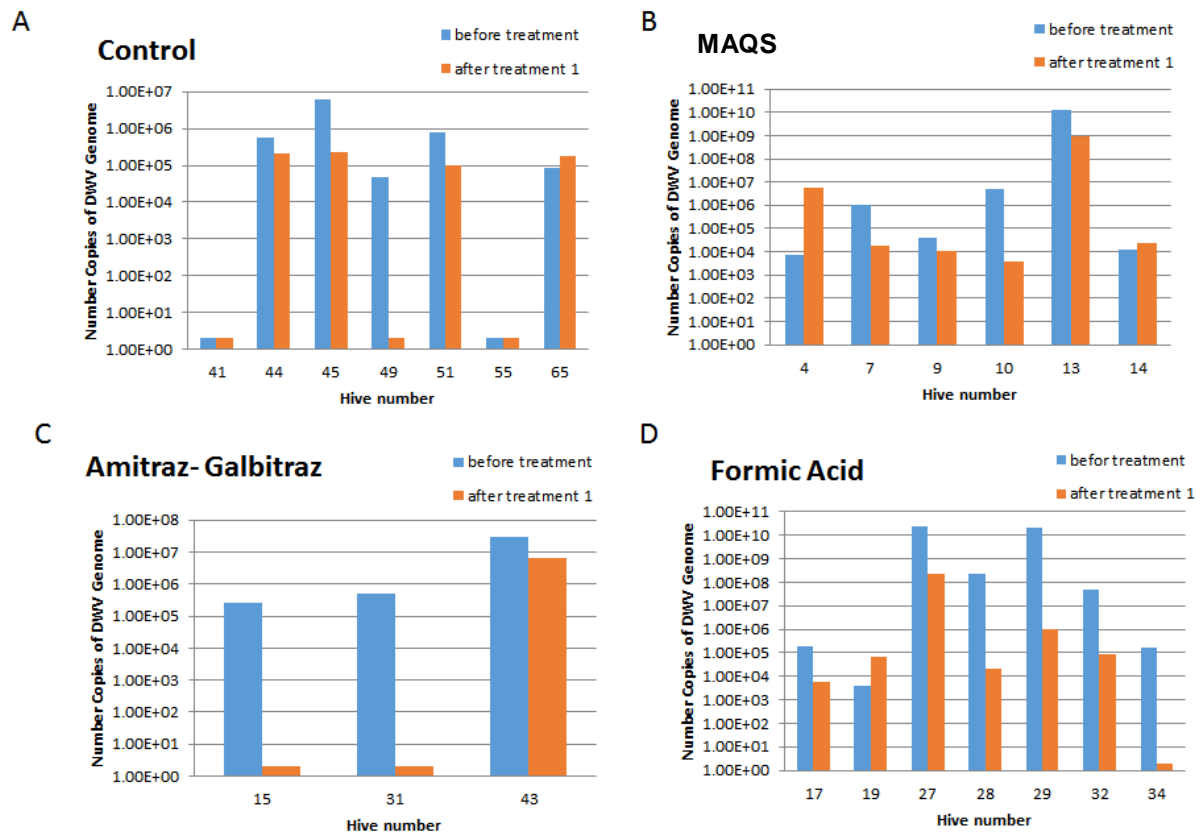 A
Control
before treatment
after treatment 1
Number Copies of DWV Genome
1.00E+07
1.00E+06
1.00E+05
1.00E+04
1.00E+03
1.00E+02
1.00E+01
1.00E+00
41 44 45 49 51 55 65
Hive number
B
MAQS
before treatment
after treatment 1
Number Copies of DWV Genome
1.00E+11
1.00E+10
1.00E+09
1.00E+08
1.00E+07
1.00E+06
1.00E+05
1.00E+04
1.00E+03
1.00E+02
1.00E+01
1.00E+00
4 7 9 10 13 14
Hive number
C
Amitraz- Galbitraz
before treatment
after treatment 1
Number Copies of DWV Genome
1.00E+08
1.00E+07
1.00E+06
1.00E+05
1.00E+04
1.00E+03
1.00E+02
1.00E+01
1.00E+00
15 31 43
Hive number
D
Formic Acid
befor treatment
after treatment 1
Number Copies of DWV Genome
1.00E+11
1.00E+10
1.00E+09
1.00E+08
1.00E+07
1.00E+06
1.00E+05
1.00E+04
1.00E+03
1.00E+02
1.00E+01
1.00E+00
17 19 27 28 29 32 34
Hive number